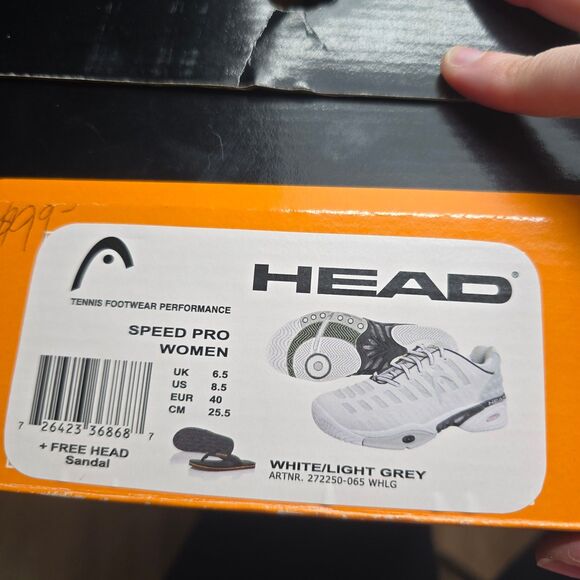 HEAD®
TENNIS FOOTWEAR PERFORMANCE
SPEED PRO
WOMEN
UK 6.5
US 8.5
EUR 40
CM 25.5
7 26423 36868 7
+ FREE HEAD
Sandal
HEAD
WHITE/LIGHT GREY
ARTNR. 272250-065 WHLG